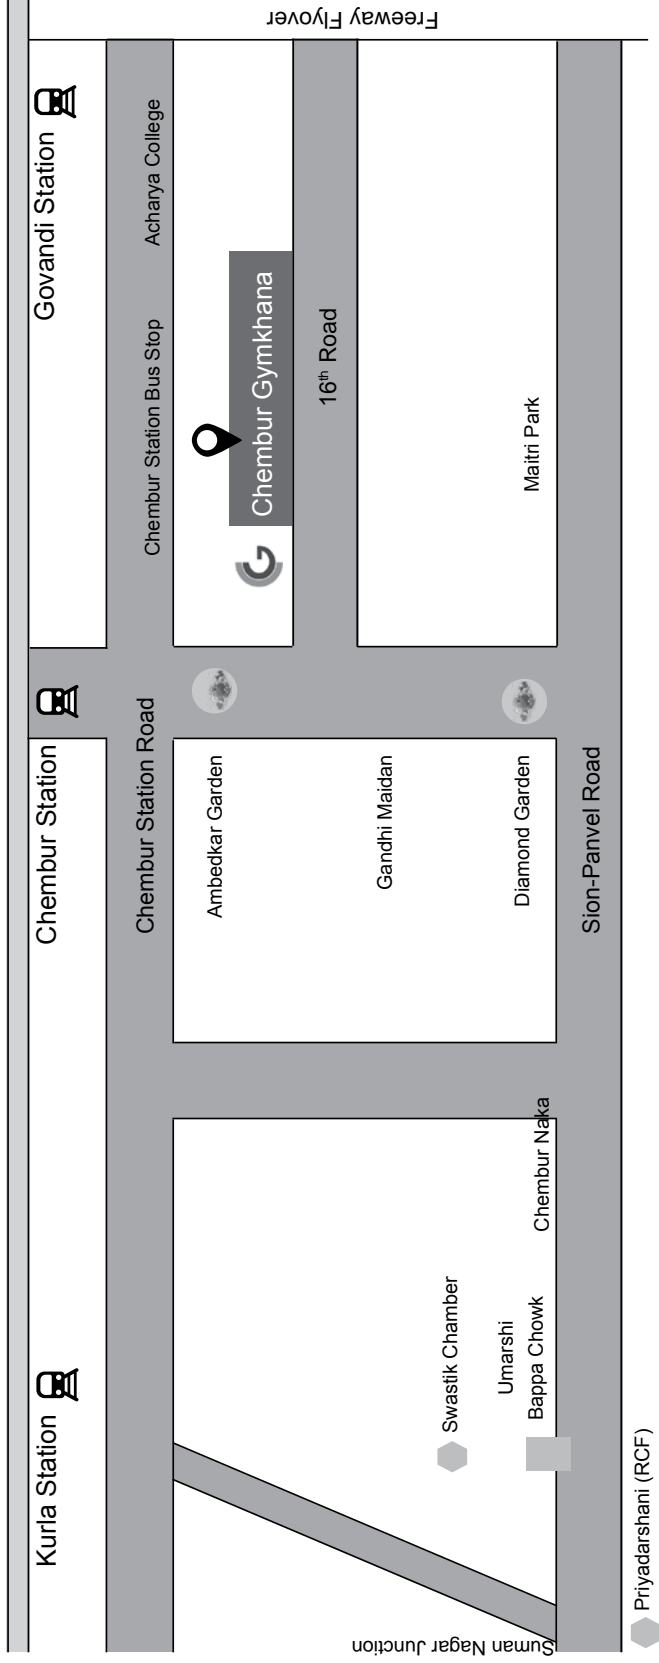 Kurla Station
Chembur Station
Govandi Station
Chembur Station Road
Chembur Station Bus Stop
Acharya College
Freeway Flyover
Ambedkar Garden
Chembur Gymkhana
16th Road
Gandhi Maidan
Swastik Chamber
Umarshi
Bappa Chowk
Chembur Naka
Diamond Garden
Maitri Park
Suman Nagar Junction
Sion-Panvel Road
Priyadarshani (RCF)